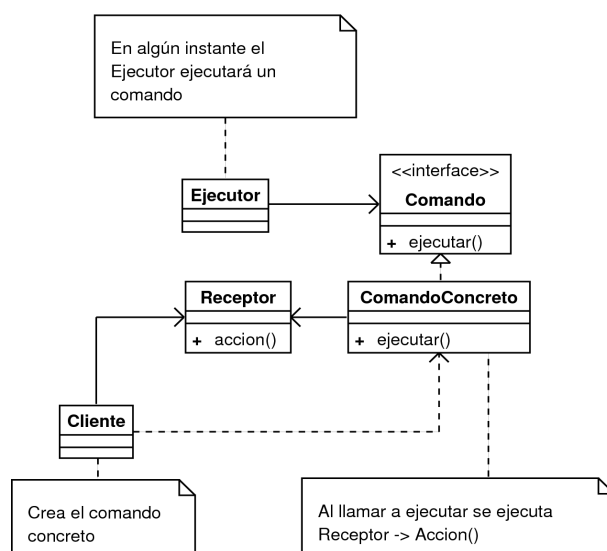 En algún instante el
Ejecutor ejecutará un
comando
<<interface>>
Comando
+ ejecutar()
Ejecutor
Receptor
+ accion()
ComandoConcreto
+ ejecutar()
Cliente
Crea el comando
concreto
Al llamar a ejecutar se ejecuta
Receptor -> Accion()